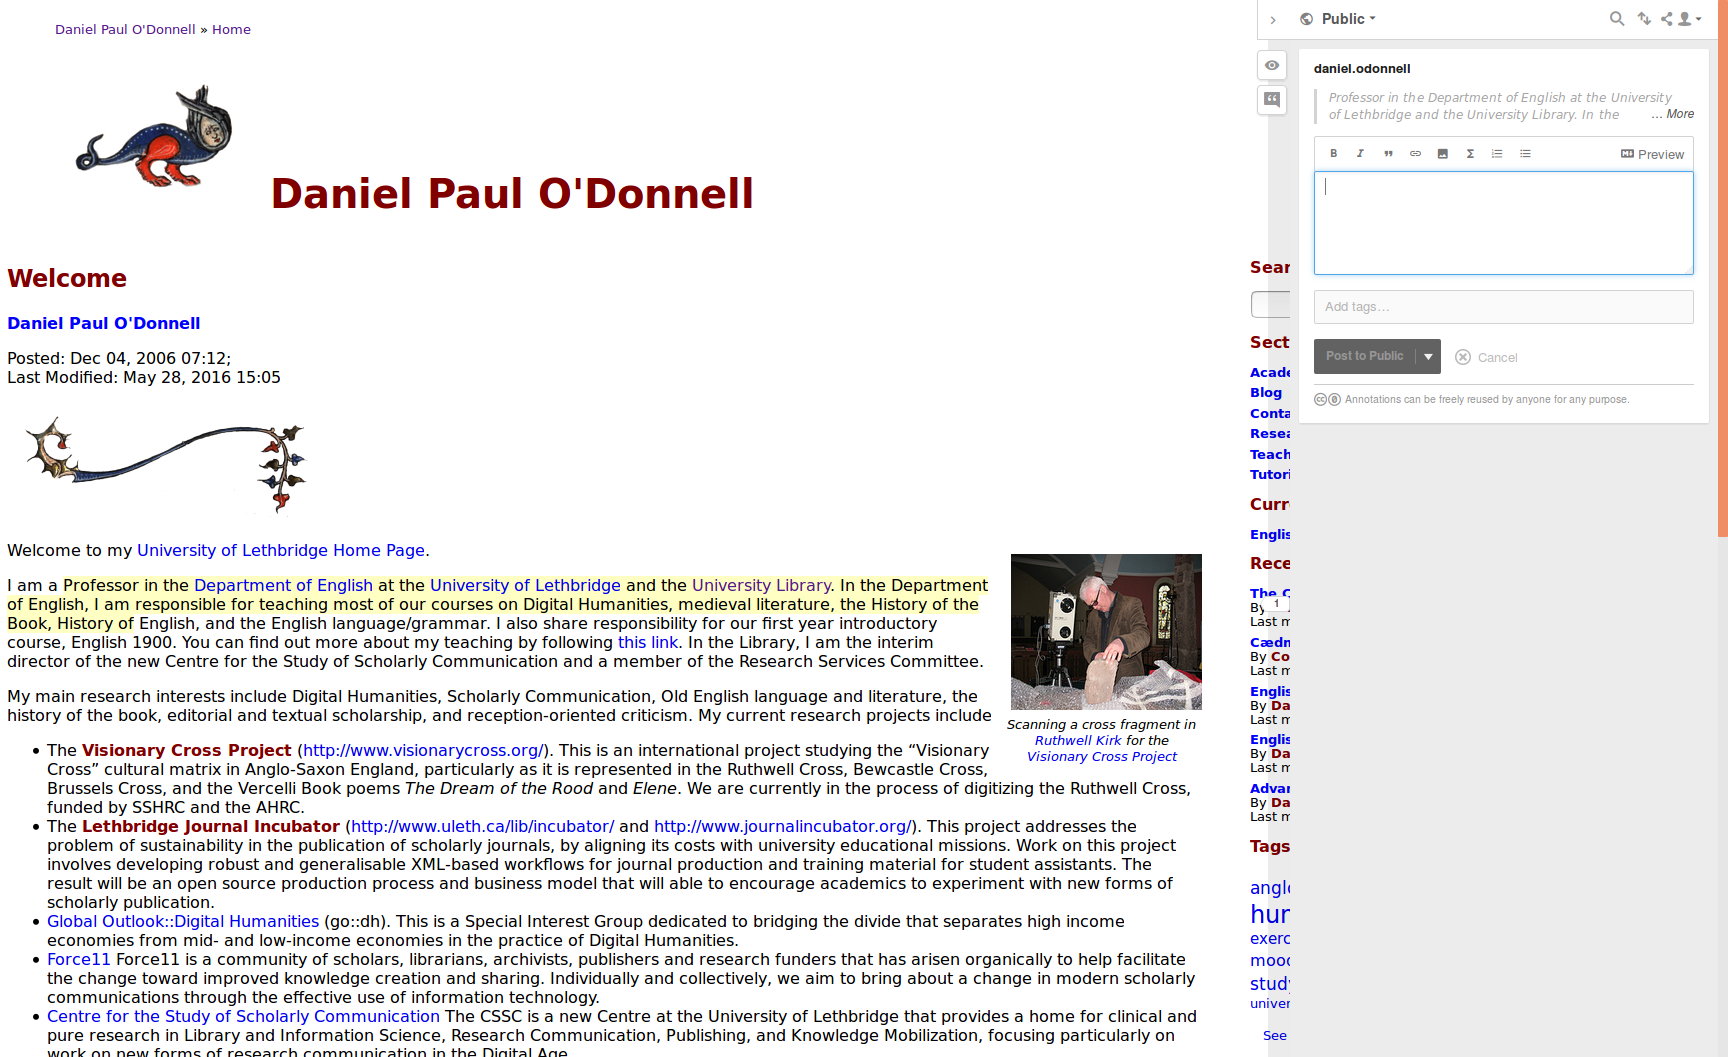 Daniel Paul O'Donnell » Home
Daniel Paul O'Donnell
Welcome
Daniel Paul O'Donnell
Posted: Dec 04, 2006 07:12;
Last Modified: May 28, 2016 15:05
Welcome to my University of Lethbridge Home Page.
I am a Professor in the Department of English at the University of Lethbridge and the University Library. In the Department
of English, I am responsible for teaching most of our courses on Digital Humanities, medieval literature, the History of the
Book, History of English, and the English language/grammar. I also share responsibility for our first year introductory
course, English 1900. You can find out more about my teaching by following this link. In the Library, I am the interim
director of the new Centre for the Study of Scholarly Communication and a member of the Research Services Committee.
My main research interests include Digital Humanities, Scholarly Communication, Old English language and literature, the
history of the book, editorial and textual scholarship, and reception-oriented criticism. My current research projects include
Scanning a cross fragment in
Ruthwell Kirk for the
Visionary Cross Project
• The Visionary Cross Project (http://www.visionarycross.org/). This is an international project studying the “Visionary
Cross” cultural matrix in Anglo-Saxon England, particularly as it is represented in the Ruthwell Cross, Bewcastle Cross,
Brussels Cross, and the Vercelli Book poems The Dream of the Rood and Elene. We are currently in the process of digitizing the Ruthwell Cross,
funded by SSHRC and the AHRC.
• The Lethbridge Journal Incubator (http://www.uleth.ca/lib/incubator/ and http://www.journalincubator.org/). This project addresses the
problem of sustainability in the publication of scholarly journals, by aligning its costs with university educational missions. Work on this project
involves developing robust and generalisable XML-based workflows for journal production and training material for student assistants. The
result will be an open source production process and business model that will able to encourage academics to experiment with new forms of
scholarly publication.
• Global Outlook::Digital Humanities (go::dh). This is a Special Interest Group dedicated to bridging the divide that separates high income
economies from mid- and low-income economies in the practice of Digital Humanities.
• Force11 Force11 is a community of scholars, librarians, archivists, publishers and research funders that has arisen organically to help facilitate
the change toward improved knowledge creation and sharing. Individually and collectively, we aim to bring about a change in modern scholarly
communications through the effective use of information technology.
• Centre for the Study of Scholarly Communication The CSSC is a new Centre at the University of Lethbridge that provides a home for clinical and
pure research in Library and Information Science, Research Communication, Publishing, and Knowledge Mobilization, focusing particularly on
work on new forms of research communication in the Digital Age.
Sear
Sect
Acade
Blog
Conta
Resea
Teach
Tutori
Curr
Englis
Rece
The C
By
1
Last m
Cædn
By Co
Last m
Englis
By Da
Last m
Englis
By Da
Last m
Advan
By Da
Last m
Tags
anglo
hur
exerc
mood
study
univer
See
Public
daniel.odonnell
Professor in the Department of English at the University
of Lethbridge and the University Library. In the ... More
B I Σ Preview
Add tags...
Post to Public
Cancel
Annotations can be freely reused by anyone for any purpose.